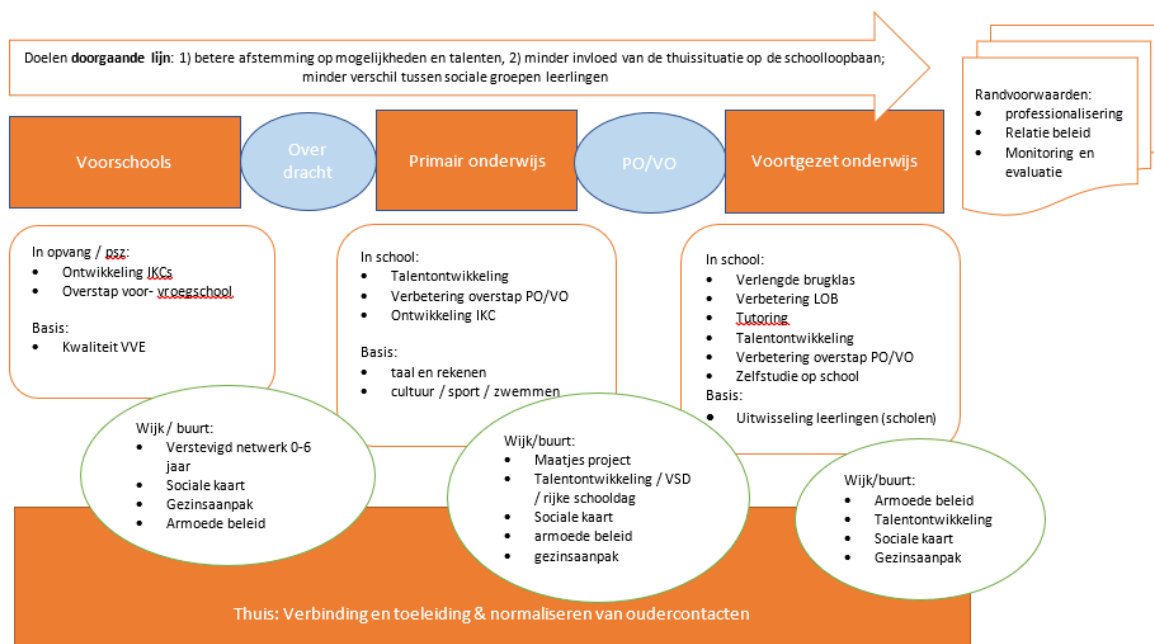 Doelen doorgaande lijn: 1) betere afstemming op mogelijkheden en talenten, 2) minder invloed van de thuissituatie op de schoolloopbaan;
minder verschil tussen sociale groepen leerlingen
Randvoorwaarden:
• professionalisering
• Relatie beleid
• Monitoring en
evaluatie
Voorschools
Over
dracht
Primair onderwijs
PO/VO
Voortgezet onderwijs
In opvang / psz:
• Ontwikkeling IKCs
• Overstap voor- vroegschool
Basis:
• Kwaliteit VVE
In school:
• Talentontwikkeling
• Verbetering overstap PO/VO
• Ontwikkeling IKC
Basis:
• taal en rekenen
• cultuur / sport / zwemmen
In school:
• Verlengde brugklas
• Verbetering LOB
• Tutoring
• Talentontwikkeling
• Verbetering overstap PO/VO
• Zelfstudie op school
Basis:
• Uitwisseling leerlingen (scholen)
Wijk / buurt:
• Verstevigd netwerk 0-6
jaar
• Sociale kaart
• Gezinsaanpak
• Armoede beleid
Wijk/buurt:
• Maatjes project
• Talentontwikkeling / VSD
/ rijke schooldag
• Sociale kaart
• armoede beleid
• gezinsaanpak
Wijk/buurt:
• Armoede beleid
• Talentontwikkeling
• Sociale kaart
• Gezinsaanpak
Thuis: Verbinding en toeleiding & normaliseren van oudercontacten